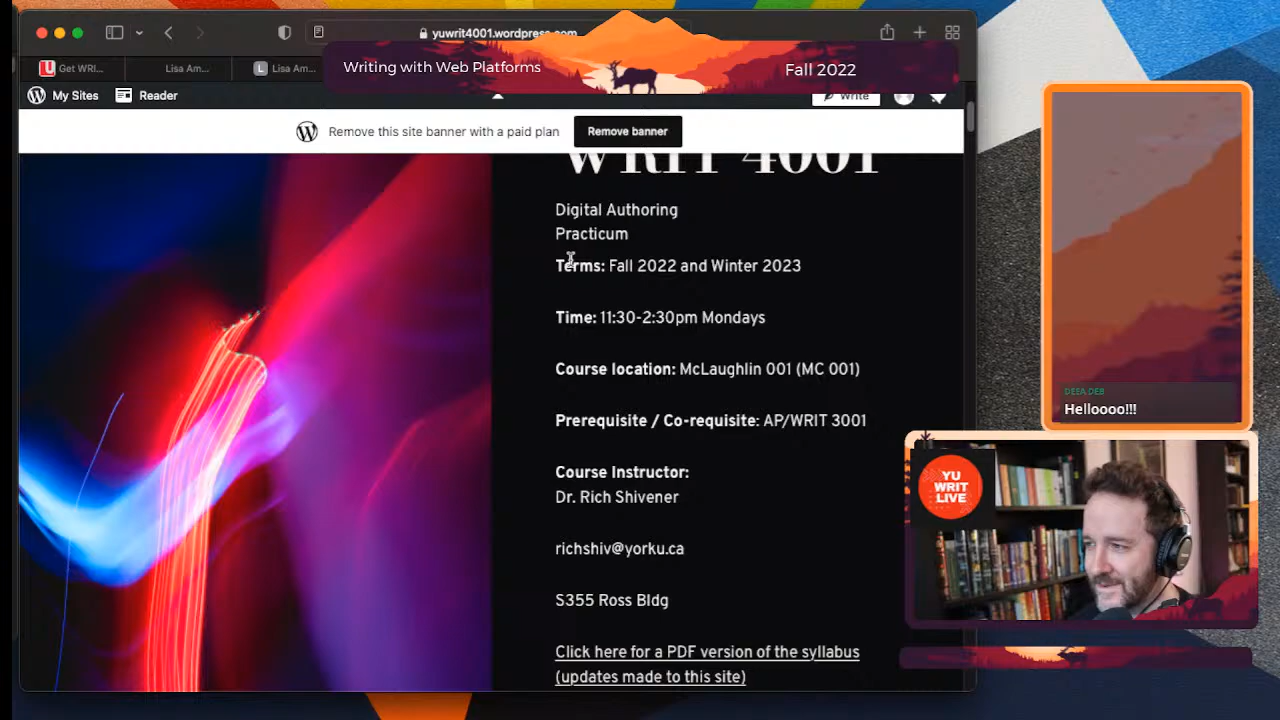 yuwrit4001.wordpress.com
Get WRI...
Lisa Am...
L
Lisa Am...
Writing with Web Platforms
Fall 2022
My Sites
Reader
Write
Remove this site banner with a paid plan
Remove banner
WRIT 4001
Digital Authoring
Practicum
Terms: Fall 2022 and Winter 2023
Time: 11:30-2:30pm Mondays
Course location: McLaughlin 001 (MC 001)
Prerequisite / Co-requisite: AP/WRIT 3001
Course Instructor:
Dr. Rich Shivener
richshiv@yorku.ca
S355 Ross Bldg
Click here for a PDF version of the syllabus
(updates made to this site)
DEEA.DEB
Helloooo!!!
YU
WRIT
LIVE